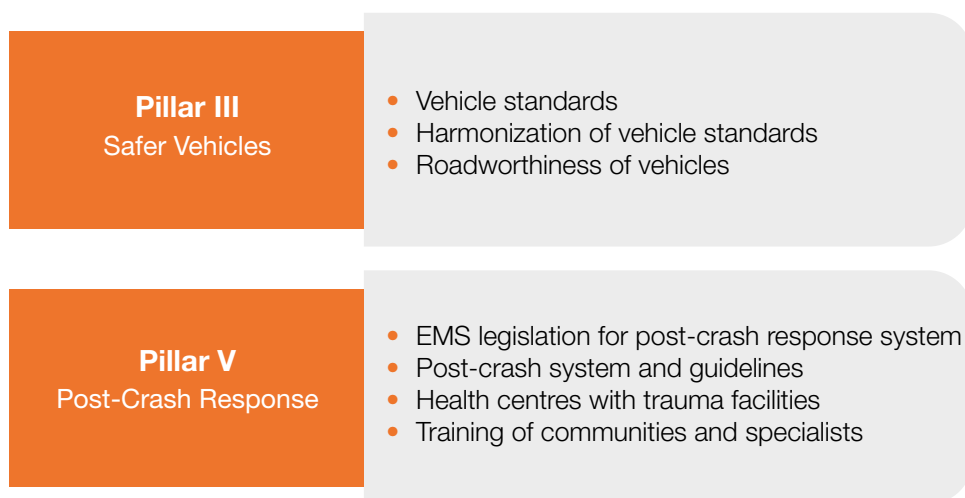 Pillar III
Safer Vehicles
• Vehicle standards
• Harmonization of vehicle standards
• Roadworthiness of vehicles
Pillar V
Post-Crash Response
• EMS legislation for post-crash response system
• Post-crash system and guidelines
• Health centres with trauma facilities
• Training of communities and specialists